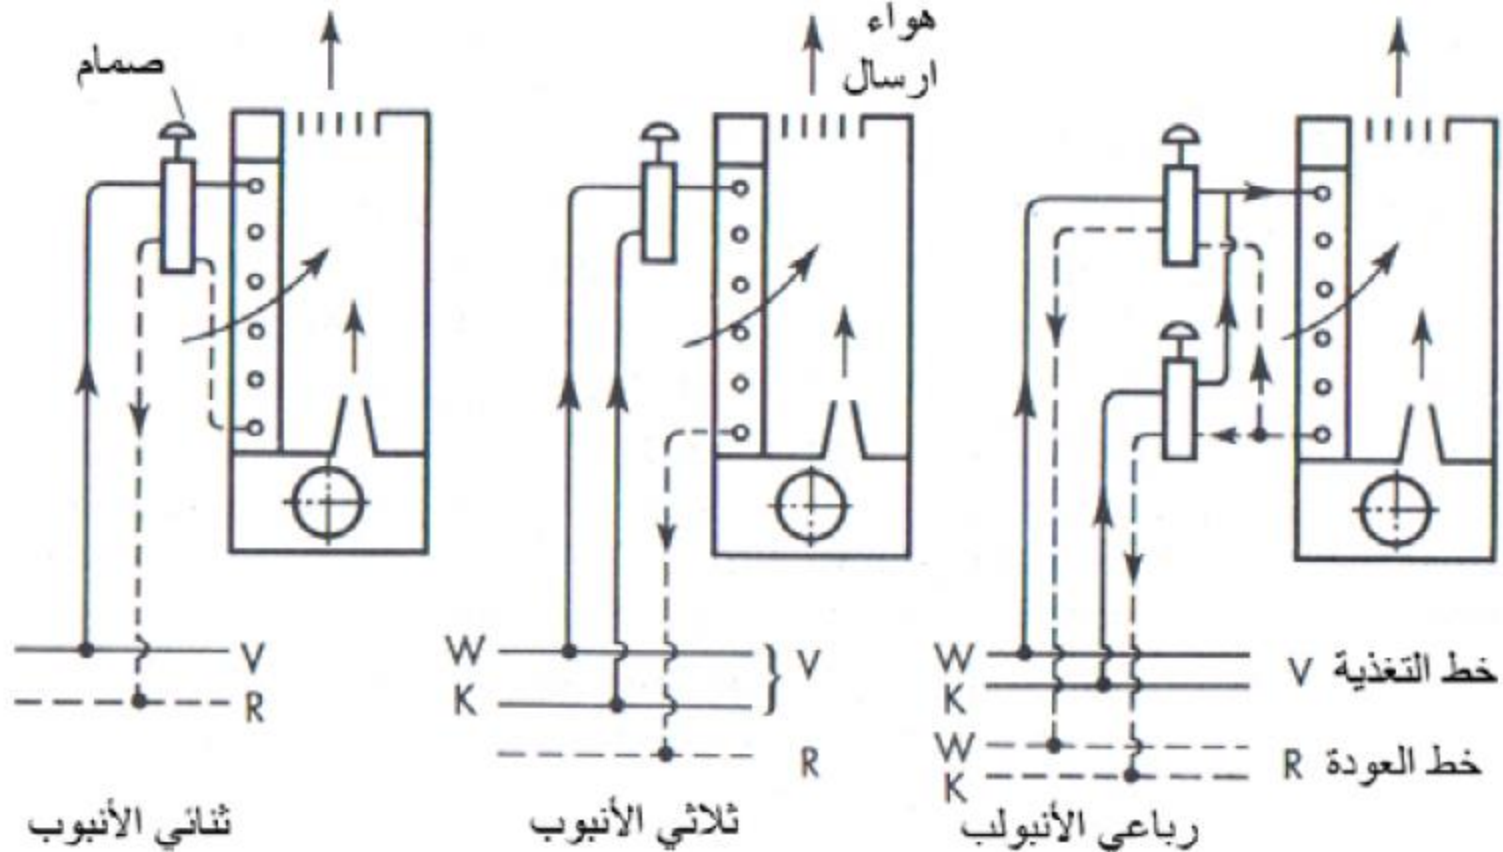 صمام
هواء
ارسال
V
R
ثنائي الأنبوب
W
K
V
R
ثلاثي الأنبوب
W
K
V خط التغذية
W
K
R خط العودة
رباعي الأنبولب